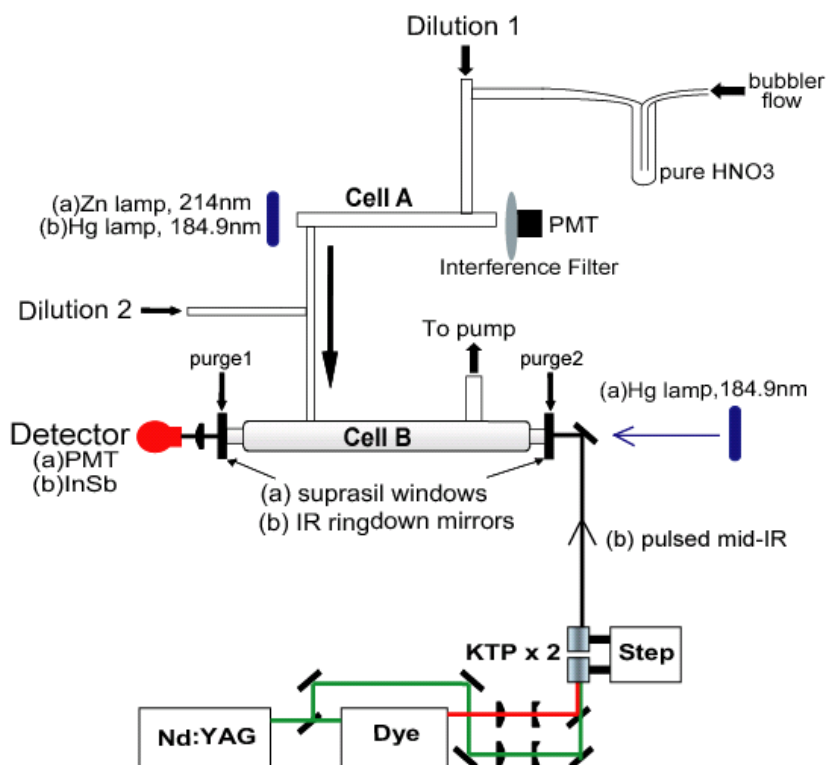 Dilution 1
bubbler
flow
pure HNO3
(a)Zn lamp, 214nm
(b)Hg lamp, 184.9nm
Cell A
PMT
Interference Filter
Dilution 2
To pump
purge1
purge2
(a)Hg lamp,184.9nm
Detector
(a)PMT
(b)InSb
Cell B
(a) suprasil windows
(b) IR ringdown mirrors
(b) pulsed mid-IR
KTP x 2
Step
Nd:YAG
Dye